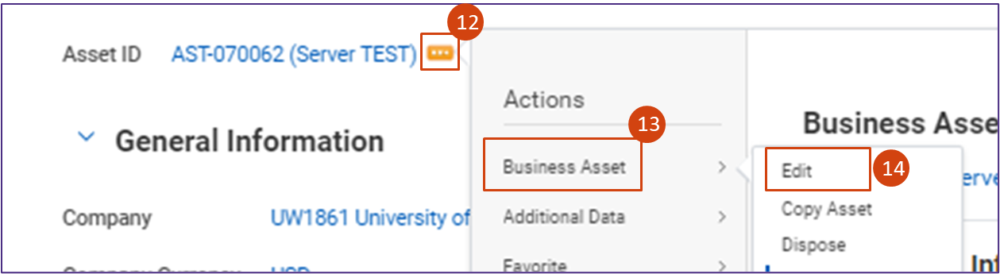 12
Asset ID AST-070062 (Server TEST)
Actions
13
General Information
Business Asse
Business Asset
Edit
14
erve
Company UW1861 University of
Additional Data
Copy Asset
Dispose
Favorite
Company Currency USD
Inf